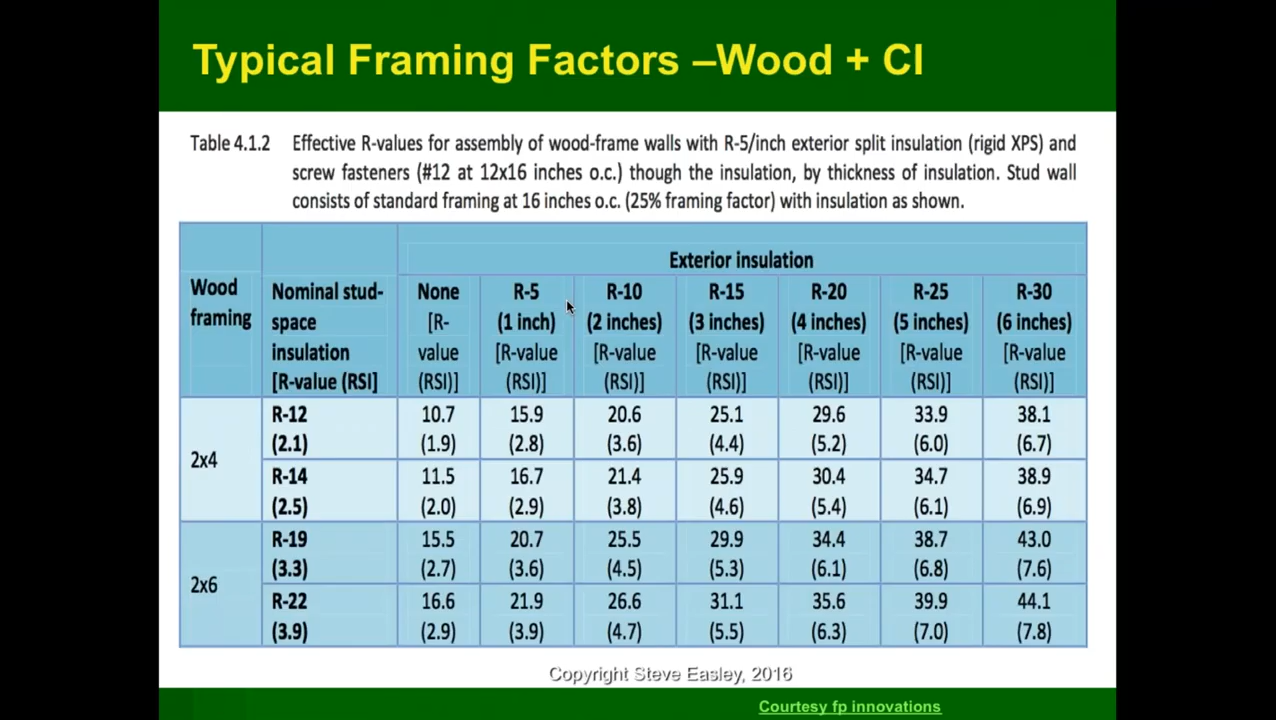 Typical Framing Factors –Wood + CI
Table 4.1.2 Effective R-values for assembly of wood-frame walls with R-5/inch exterior split insulation (rigid XPS) and
screw fasteners (#12 at 12x16 inches o.c.) though the insulation, by thickness of insulation. Stud wall
consists of standard framing at 16 inches o.c. (25% framing factor) with insulation as shown.
Exterior insulation
Wood framing
Nominal stud-space insulation [R-value (RSI]
None [R-value (RSI)]
R-5 (1 inch) [R-value (RSI)]
R-10 (2 inches) [R-value (RSI)]
R-15 (3 inches) [R-value (RSI)]
R-20 (4 inches) [R-value (RSI)]
R-25 (5 inches) [R-value (RSI)]
R-30 (6 inches) [R-value (RSI)]
2x4
R-12 10.7 15.9 20.6 25.1 29.6 33.9 38.1
(2.1) (1.9) (2.8) (3.6) (4.4) (5.2) (6.0) (6.7)
R-14 11.5 16.7 21.4 25.9 30.4 34.7 38.9
(2.5) (2.0) (2.9) (3.8) (4.6) (5.4) (6.1) (6.9)
2x6
R-19 15.5 20.7 25.5 29.9 34.4 38.7 43.0
(3.3) (2.7) (3.6) (4.5) (5.3) (6.1) (6.8) (7.6)
R-22 16.6 21.9 26.6 31.1 35.6 39.9 44.1
(3.9) (2.9) (3.9) (4.7) (5.5) (6.3) (7.0) (7.8)
Copyright Steve Easley, 2016
Courtesy fp innovations